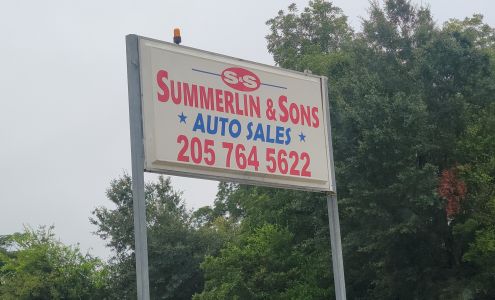 S&S
SUMMERLIN & SONS
AUTO SALES
205 764 5622